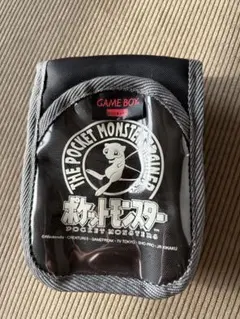 GAME BOY
THE POCKET MONSTER TRAINER
ポケットモンスター
POCKET MONSTERS